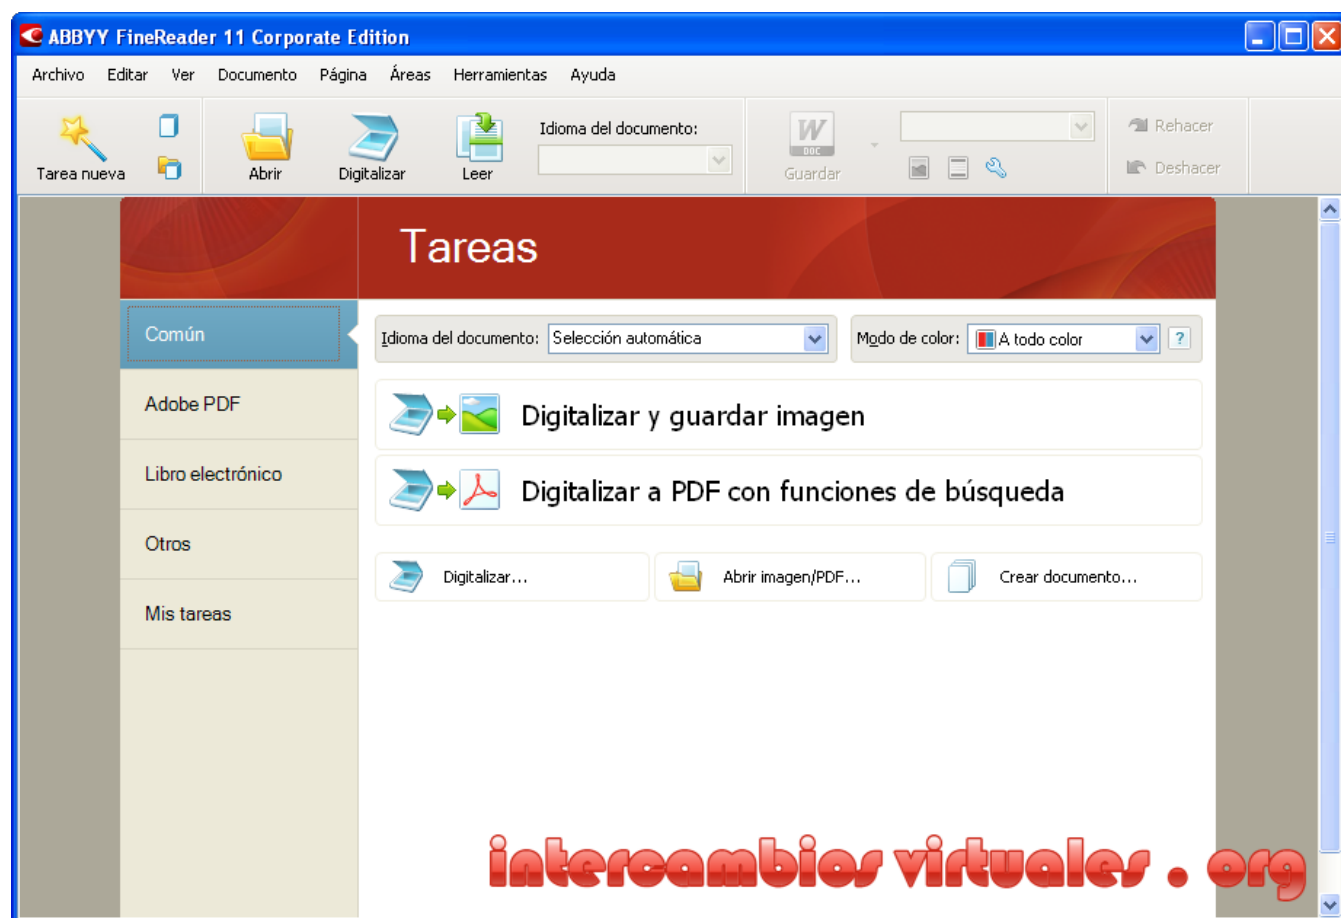 ABBYY FineReader 11 Corporate Edition
Archivo Editar Ver Documento Página Áreas Herramientas Ayuda
Tarea nueva
Abrir
Digitalizar
Leer
Idioma del documento:
W
DOC
Guardar
Rehacer
Deshacer
Tareas
Común
Adobe PDF
Libro electrónico
Otros
Mis tareas
Idioma del documento: Selección automática
Modo de color: A todo color ?
Digitalizar y guardar imagen
Digitalizar a PDF con funciones de búsqueda
Digitalizar...
Abrir imagen/PDF...
Crear documento...
intercambios virtuales . org